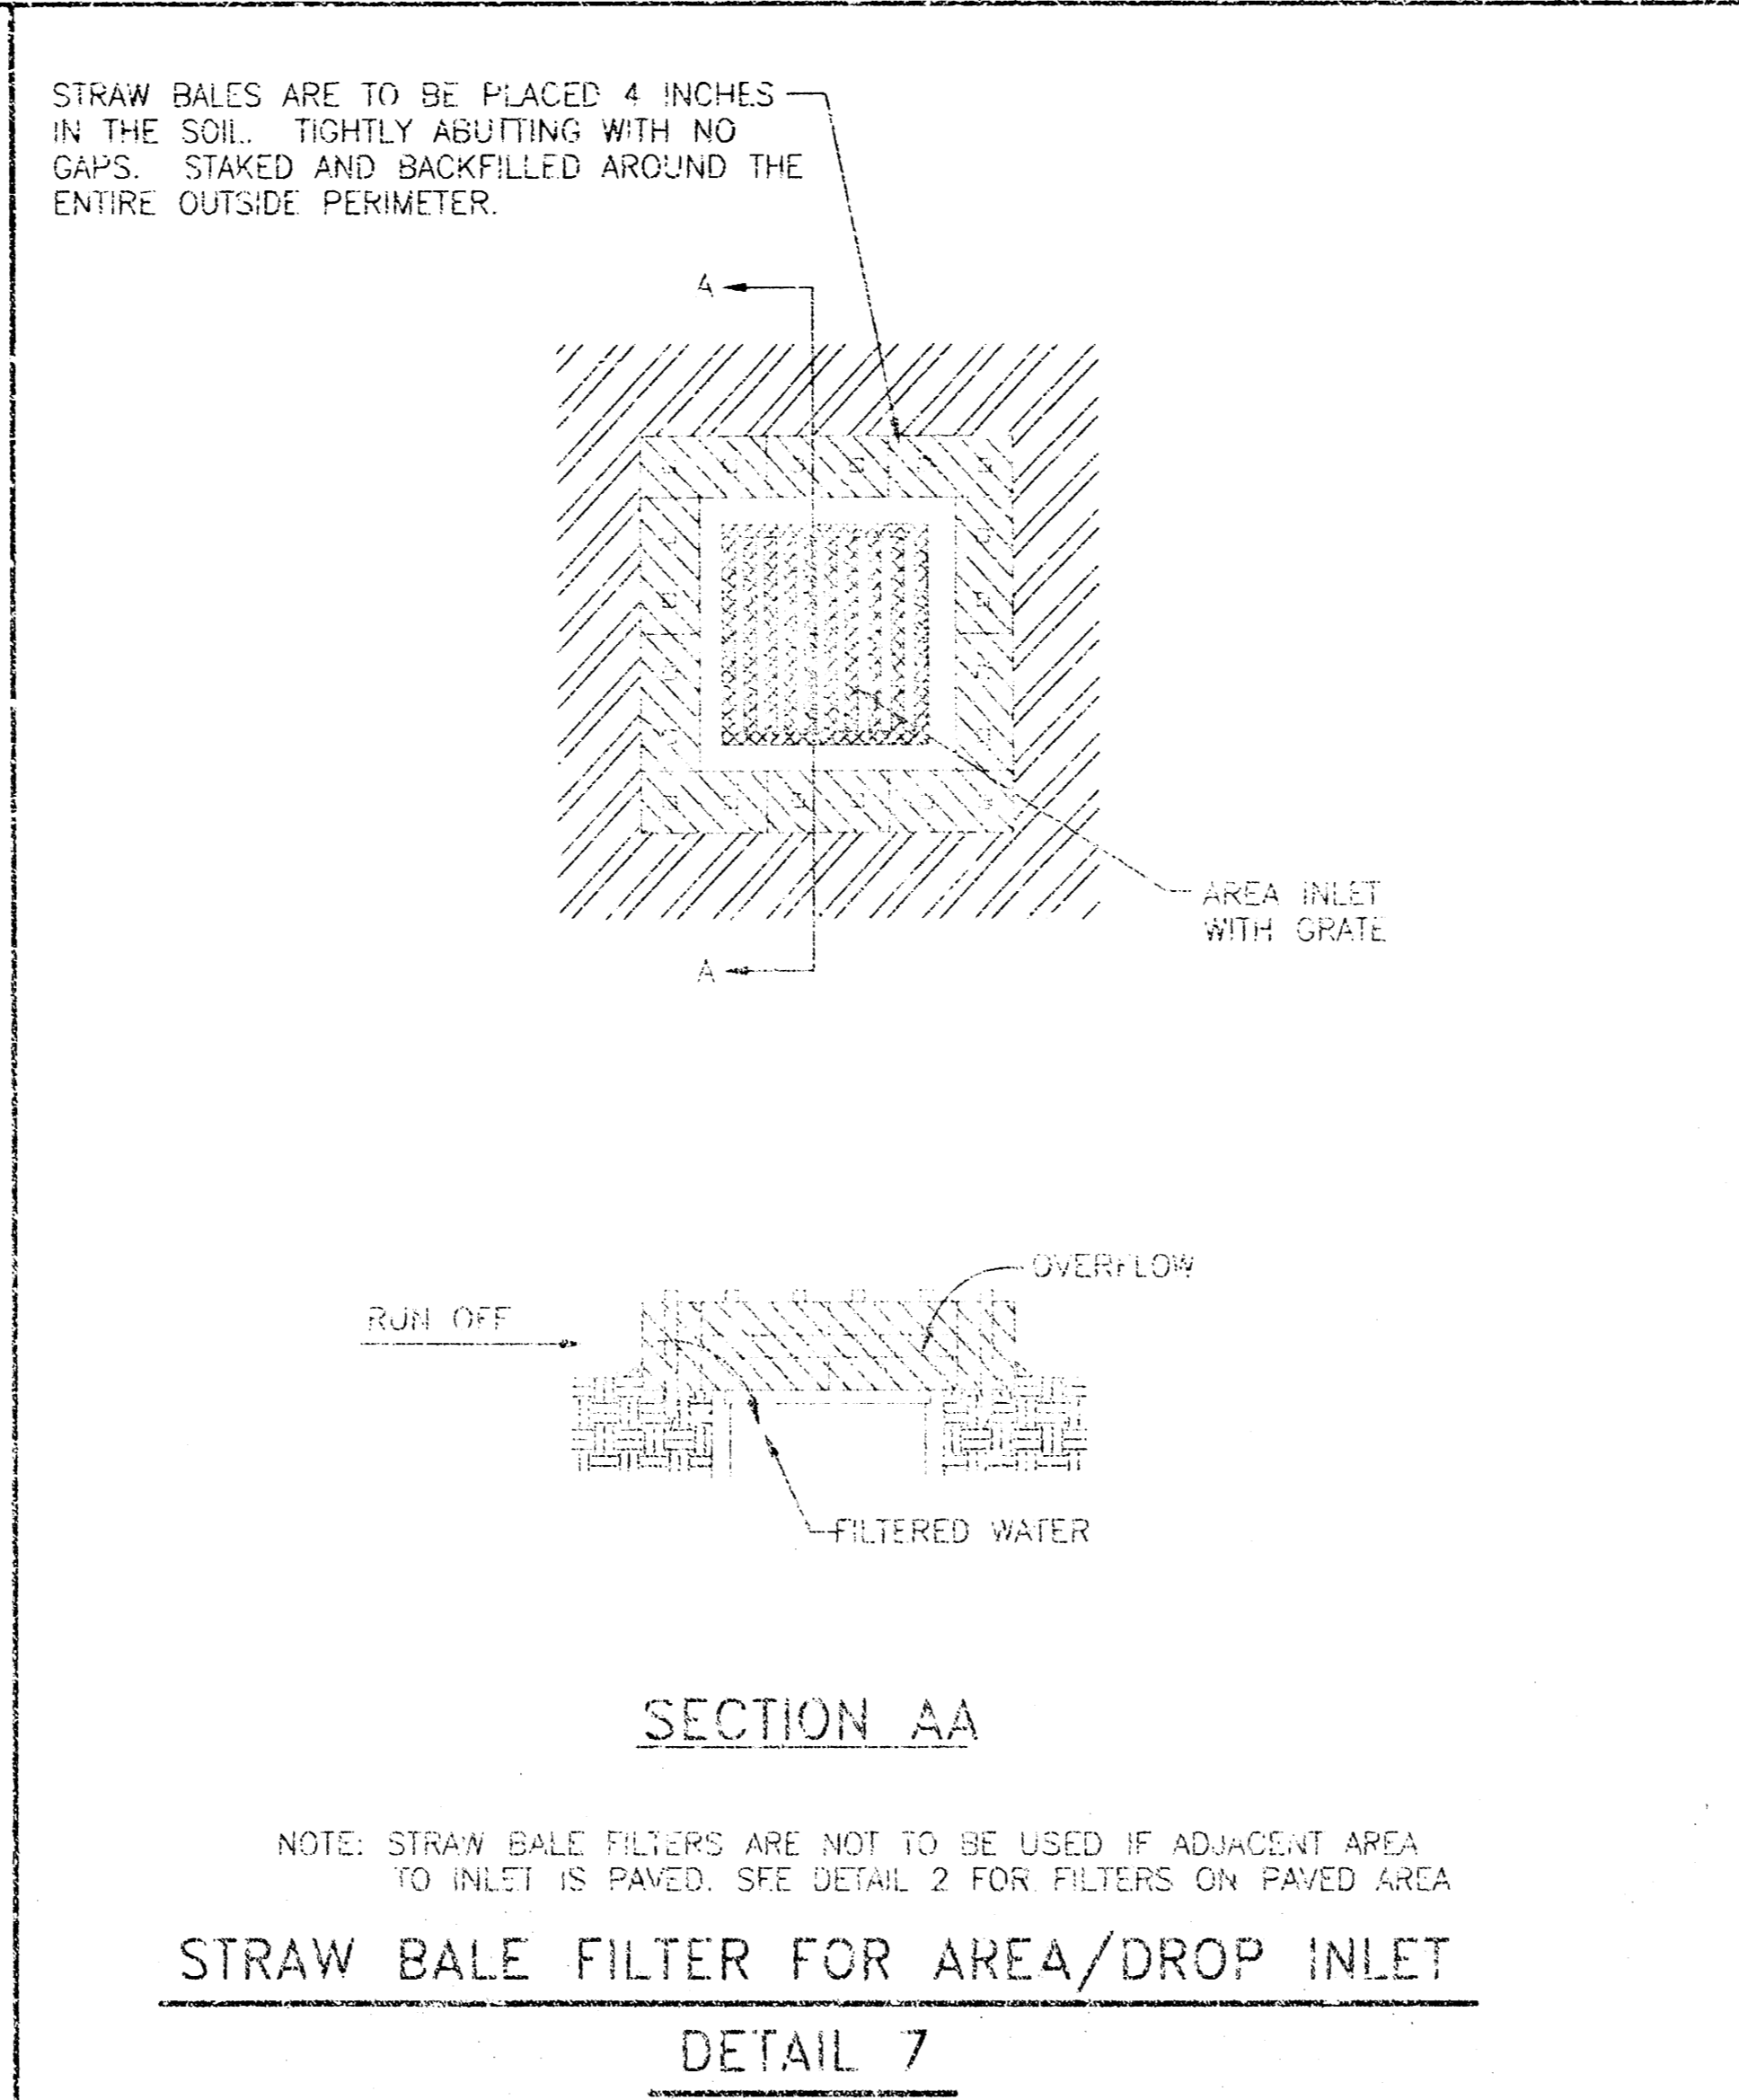 STRAW BALES ARE TO BE PLACED 4 INCHES
IN THE SOIL. TIGHTLY ABUTTING WITH NO
GAPS. STAKED AND BACKFILLED AROUND THE
ENTIRE OUTSIDE PERIMETER.
A
AREA INLET
WITH GRATE
A
OVERFLOW
RUN OFF
FILTERED WATER
SECTION AA
NOTE: STRAW BALE FILTERS ARE NOT TO BE USED IF ADJACENT AREA
TO INLET IS PAVED. SEE DETAIL 2 FOR FILTERS ON PAVED AREA
STRAW BALE FILTER FOR AREA/DROP INLET
DETAIL 7